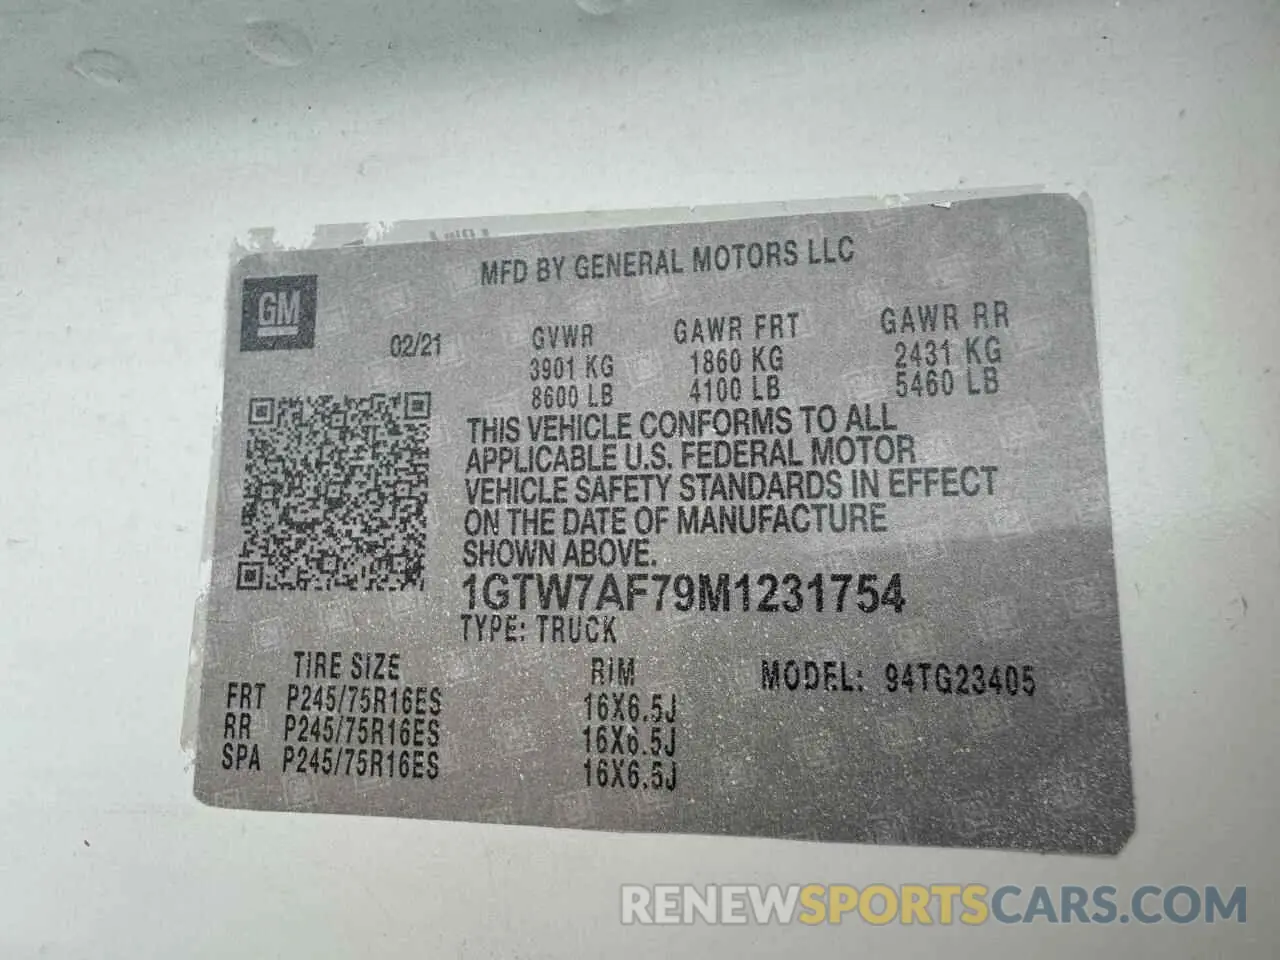 MFD BY GENERAL MOTORS LLC
GM
02/21
GVWR GAWR FRT GAWR RR
3901 KG 1860 KG 2431 KG
8600 LB 4100 LB 5460 LB
THIS VEHICLE CONFORMS TO ALL
APPLICABLE U.S. FEDERAL MOTOR
VEHICLE SAFETY STANDARDS IN EFFECT
ON THE DATE OF MANUFACTURE
SHOWN ABOVE.
1GTW7AF79M1231754
TYPE: TRUCK
TIRE SIZE RIM MODEL: 94TG23405
FRT P245/75R16ES 16X6.5J
RR P245/75R16ES 16X6.5J
SPA P245/75R16ES 16X6.5J
RENEWSPORTSCARS.COM